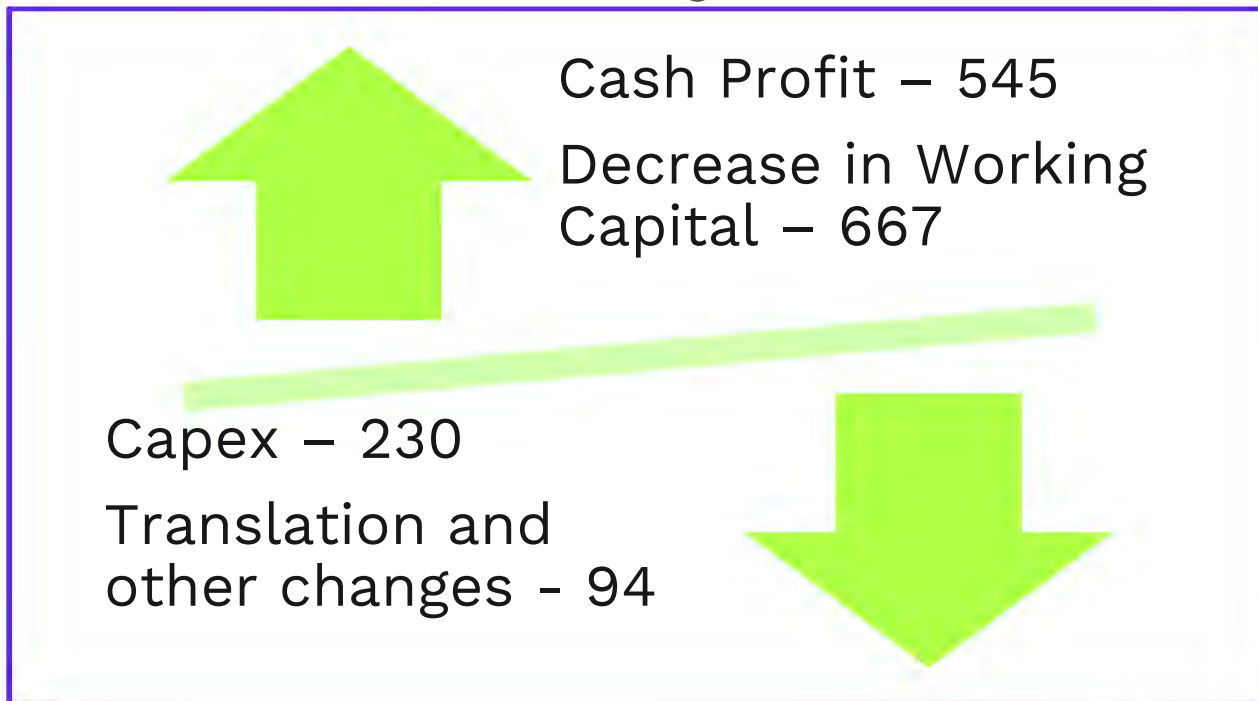 Cash Profit – 545
Decrease in Working
Capital – 667
Capex – 230
Translation and
other changes - 94